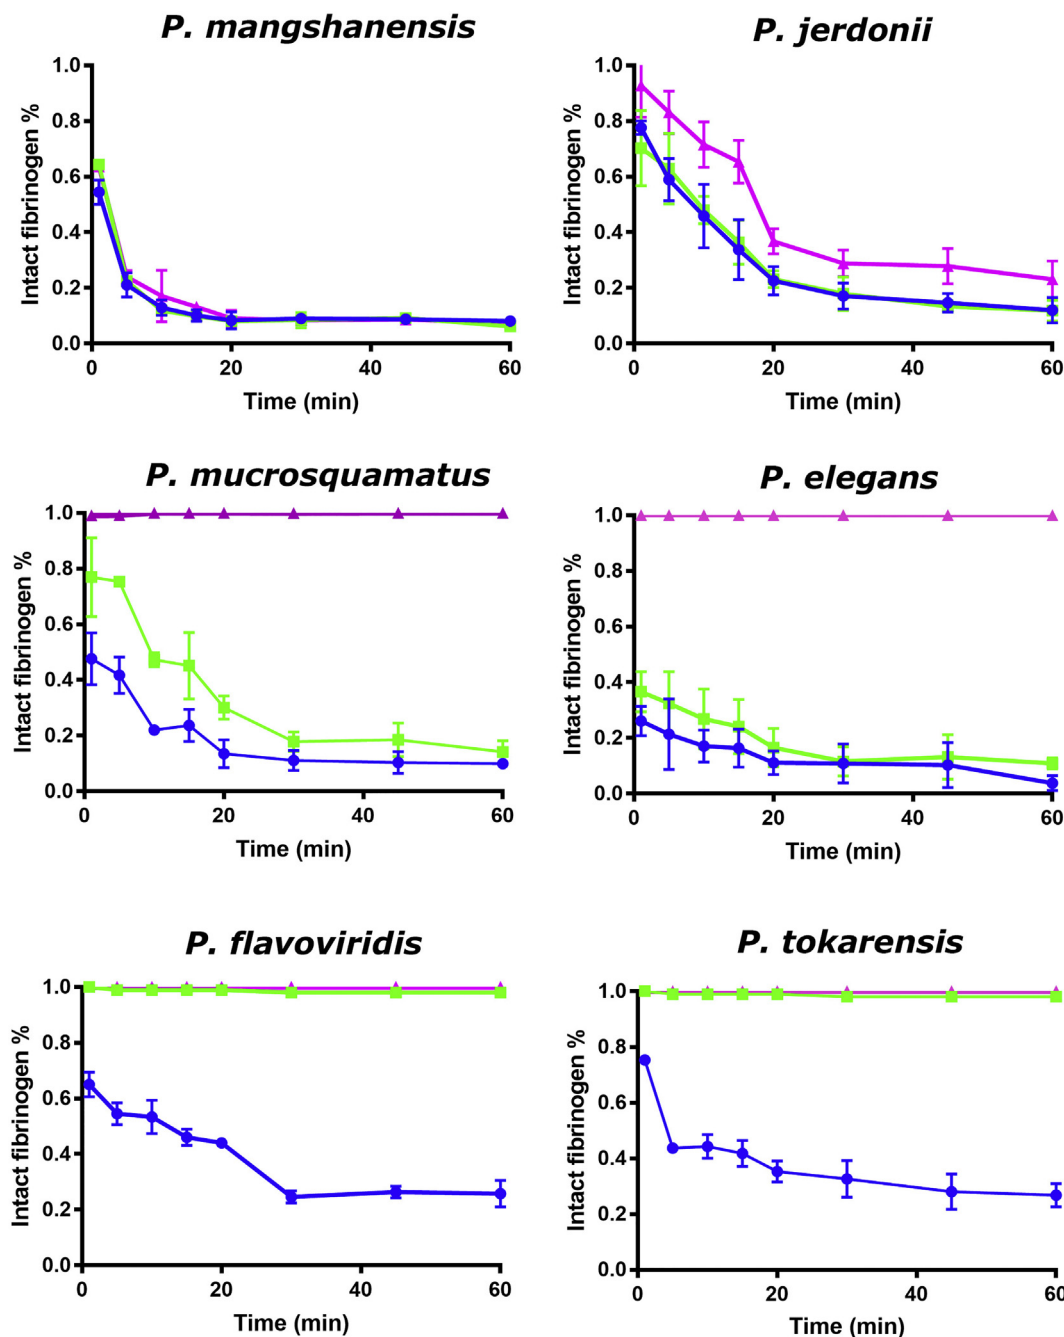 P. mangshanensis
Intact fibrinogen %
1.0
0.8
0.6
0.4
0.2
0.0
0 20 40 60
Time (min)
P. jerdonii
Intact fibrinogen %
1.0
0.8
0.6
0.4
0.2
0.0
0 20 40 60
Time (min)
P. mucrosquamatus
Intact fibrinogen %
1.0
0.8
0.6
0.4
0.2
0.0
0 20 40 60
Time (min)
P. elegans
Intact fibrinogen %
1.0
0.8
0.6
0.4
0.2
0.0
0 20 40 60
Time (min)
P. flavoviridis
Intact fibrinogen %
1.0
0.8
0.6
0.4
0.2
0.0
0 20 40 60
Time (min)
P. tokarensis
Intact fibrinogen %
1.0
0.8
0.6
0.4
0.2
0.0
0 20 40 60
Time (min)